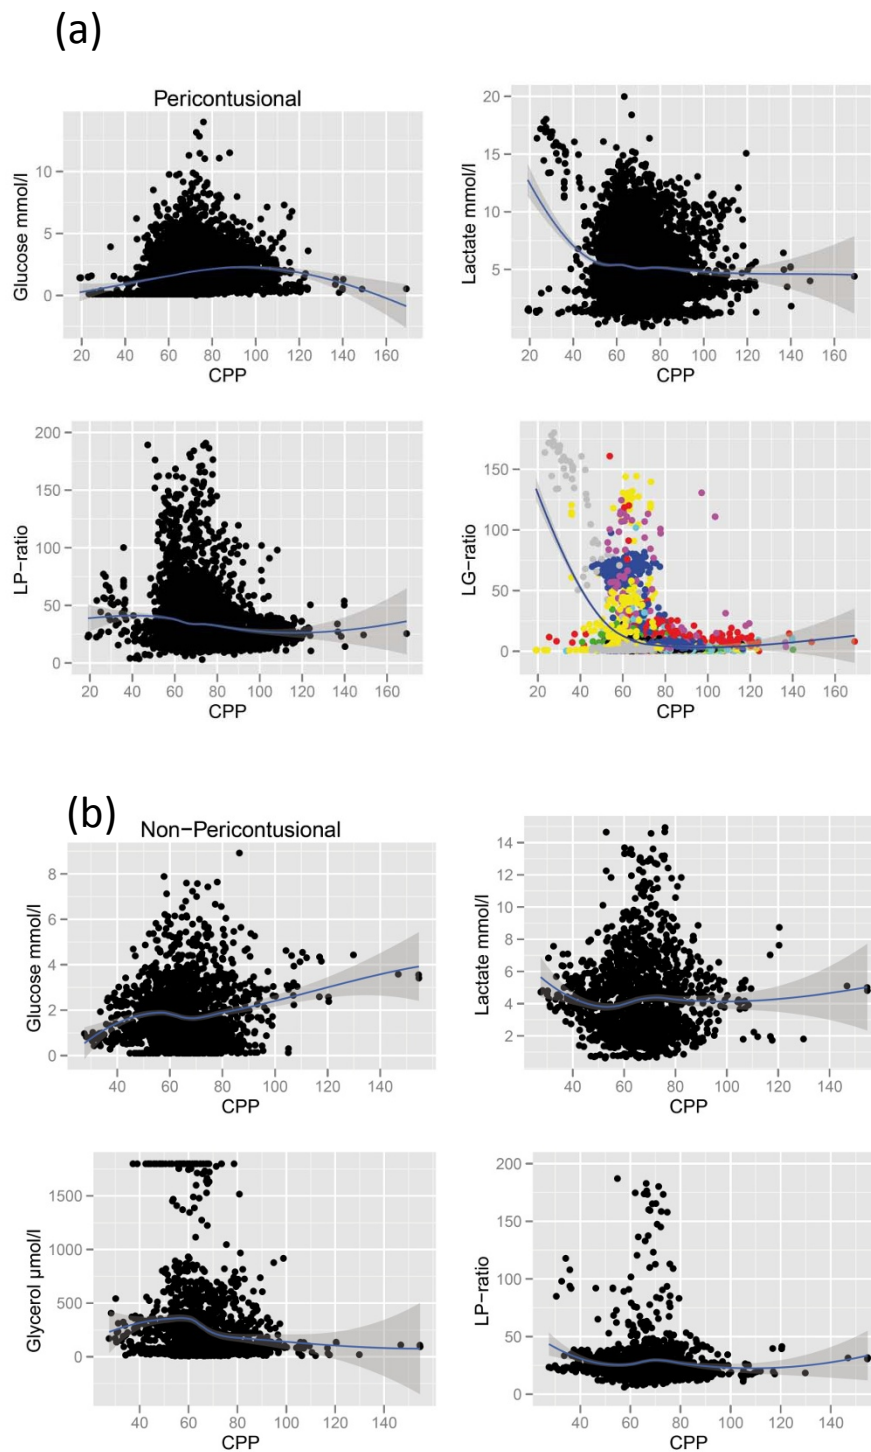 (a)
Pericontusional
Glucose mmol/l
10
5
0
20 40 60 80 100 120 140 160
CPP
Lactate mmol/l
20
15
10
5
20 40 60 80 100 120 140 160
CPP
LP-ratio
200
150
100
50
0
20 40 60 80 100 120 140 160
CPP
LG-ratio
150
100
50
0
20 40 60 80 100 120 140 160
CPP
(b)
Non-Pericontusional
Glucose mmol/l
8
6
4
2
0
40 60 80 100 120 140
CPP
Lactate mmol/l
14
12
10
8
6
4
2
40 60 80 100 120 140
CPP
Glycerol µmol/l
1500
1000
500
0
40 60 80 100 120 140
CPP
LP-ratio
200
150
100
50
0
40 60 80 100 120 140
CPP